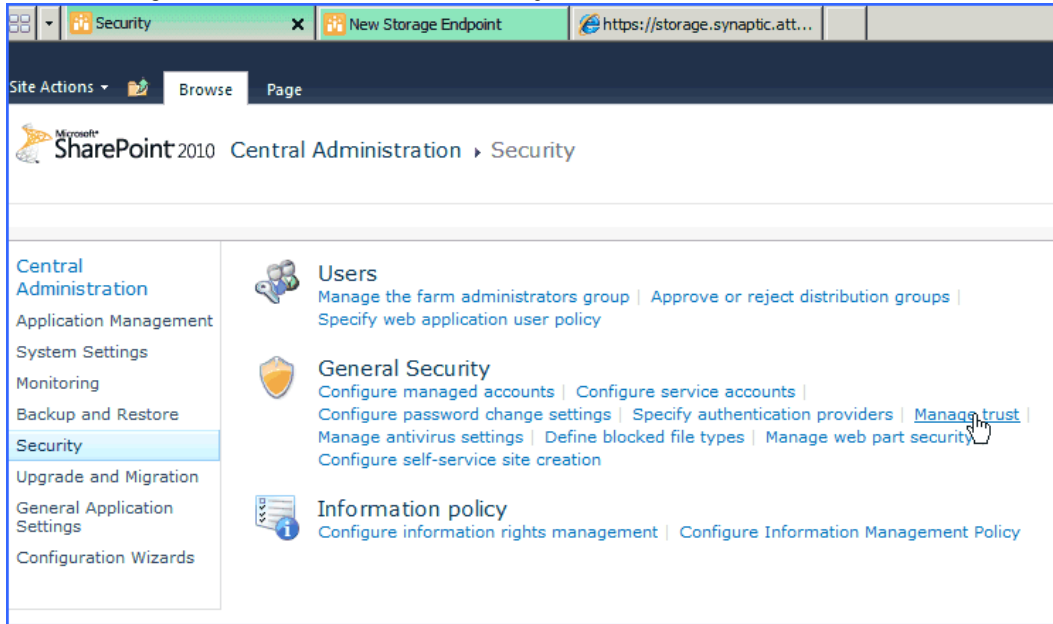 Security
New Storage Endpoint
https://storage.synaptic.att...
Site Actions
Browse
Page
Microsoft®
SharePoint 2010
Central Administration ▸ Security
Central
Administration
Application Management
System Settings
Monitoring
Backup and Restore
Security
Upgrade and Migration
General Application
Settings
Configuration Wizards
Users
Manage the farm administrators group | Approve or reject distribution groups |
Specify web application user policy
General Security
Configure managed accounts | Configure service accounts |
Configure password change settings | Specify authentication providers | Manage trust |
Manage antivirus settings | Define blocked file types | Manage web part security |
Configure self-service site creation
Information policy
Configure information rights management | Configure Information Management Policy